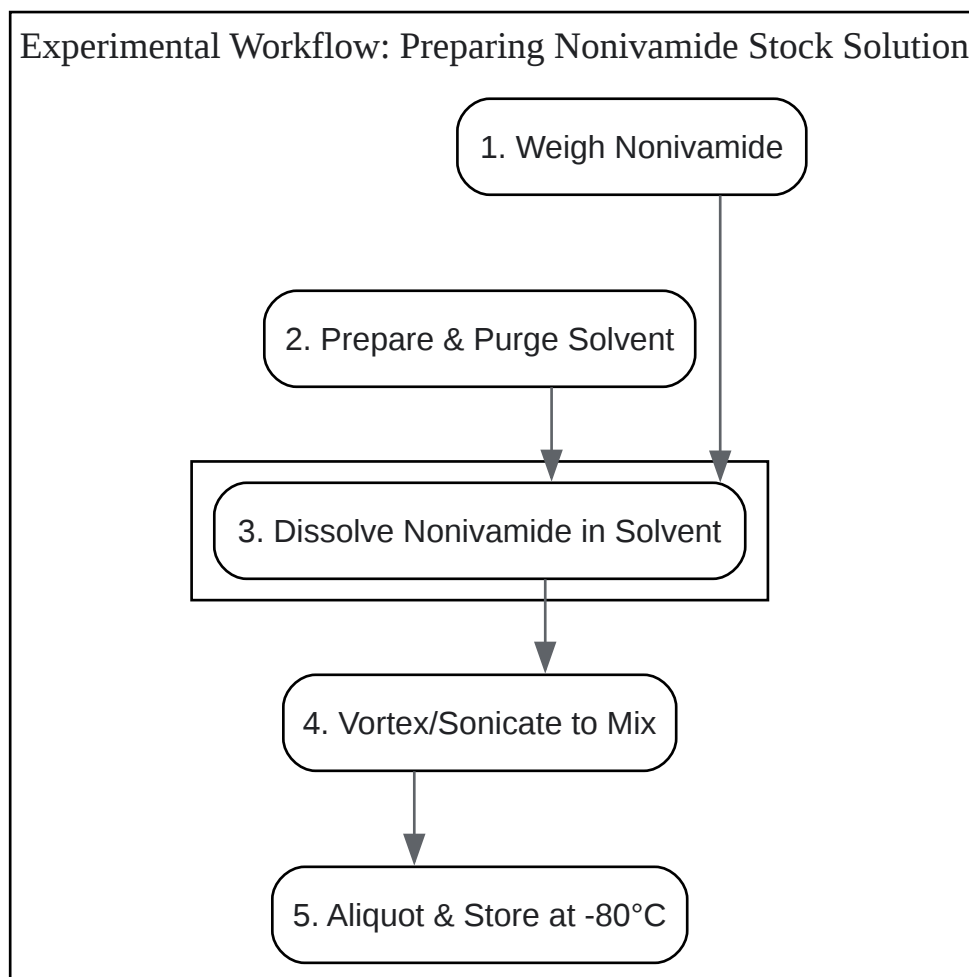 Experimental Workflow: Preparing Nonivamide Stock Solution
1. Weigh Nonivamide
2. Prepare & Purge Solvent
3. Dissolve Nonivamide in Solvent
4. Vortex/Sonicate to Mix
5. Aliquot & Store at -80°C